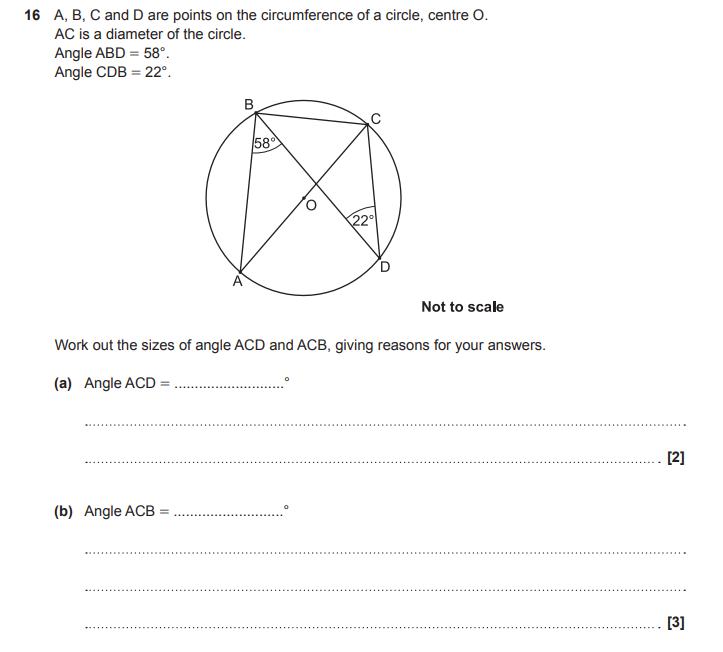 16 A, B, C and D are points on the circumference of a circle, centre O.
AC is a diameter of the circle.
Angle ABD = 58°.
Angle CDB = 22°.
B
C
58°
O
22°
D
A
Not to scale
Work out the sizes of angle ACD and ACB, giving reasons for your answers.
(a) Angle ACD = ...........................°
.......................................................................................................................
....................................................................................................................... [2]
(b) Angle ACB = ...........................°
.......................................................................................................................
.......................................................................................................................
....................................................................................................................... [3]